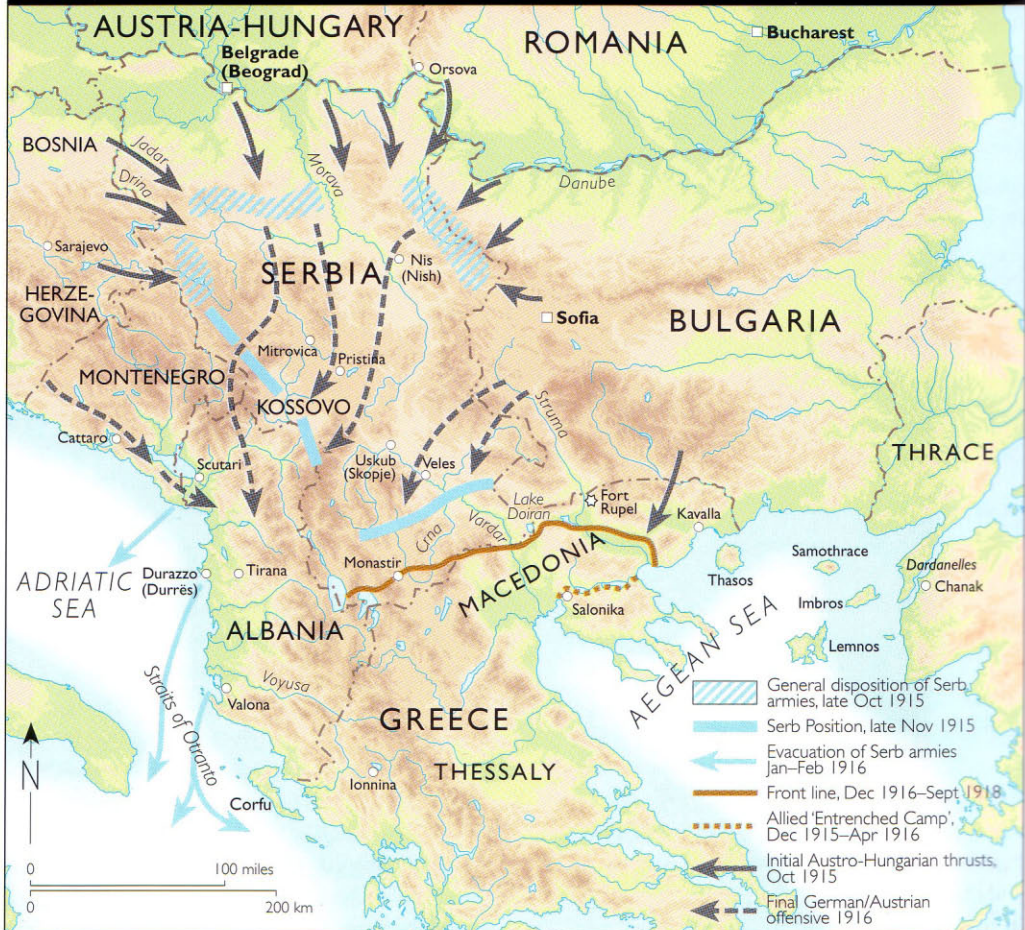 AUSTRIA-HUNGARY
Belgrade
(Beograd)
Orsova
ROMANIA
Bucharest
BOSNIA
Jadar
Drina
Morava
Danube
Sarajevo
SERBIA
Nis
(Nish)
HERZE-
GOVINA
Sofia
BULGARIA
Mitrovica
Pristina
MONTENEGRO
KOSSOVO
Struma
Cattaro
Scutari
Uskub
(Skopje)
Veles
THRACE
Lake
Doiran
Fort
Rupel
Kavalla
Crna
Vardar
Monastir
MACEDONIA
Samothrace
Dardanelles
ADRIATIC
SEA
Durazzo
(Durrës)
Tirana
Thasos
Chanak
Salonika
Imbros
ALBANIA
Lemnos
AEGEAN SEA
Voyusa
Straits of Otranto
Valona
GREECE
THESSALY
Ionnina
Corfu
N
General disposition of Serb
armies, late Oct 1915
Serb Position, late Nov 1915
Evacuation of Serb armies
Jan–Feb 1916
Front line, Dec 1916–Sept 1918
Allied 'Entrenched Camp',
Dec 1915–Apr 1916
Initial Austro-Hungarian thrusts,
Oct 1915
Final German/Austrian
offensive 1916
0 100 miles
0 200 km